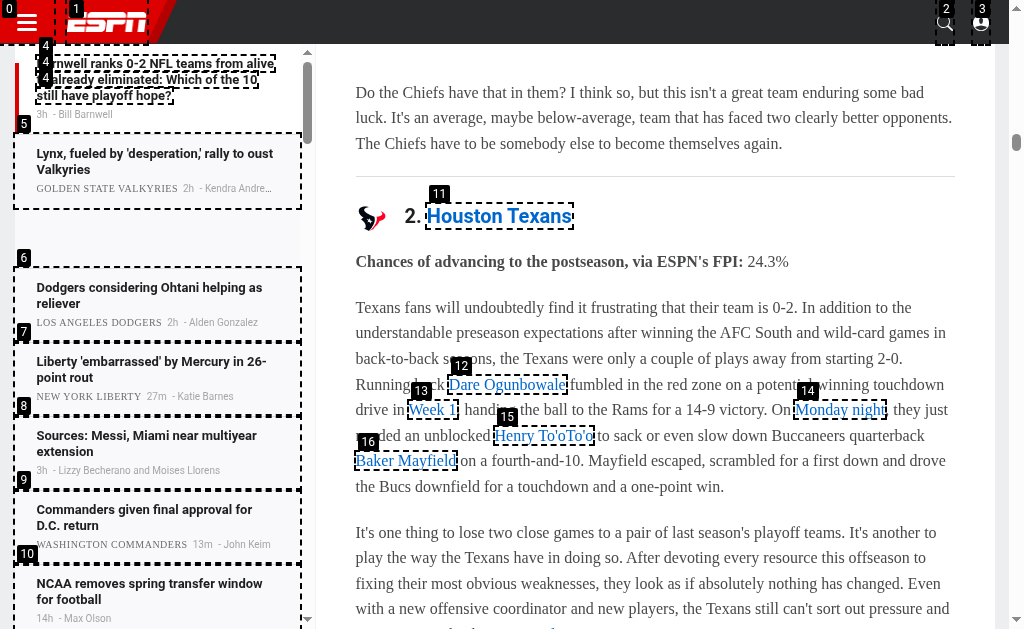 0
1
ESPN
2
3
4
4
4
rnwell ranks 0-2 NFL teams from alive
already eliminated: Which of the 10
still have playoff hope?
3h - Bill Barnwell
5
Lynx, fueled by 'desperation,' rally to oust
Valkyries
GOLDEN STATE VALKYRIES 2h - Kendra Andre...
6
Dodgers considering Ohtani helping as
reliever
LOS ANGELES DODGERS 2h - Alden Gonzalez
7
Liberty 'embarrassed' by Mercury in 26-
point rout
NEW YORK LIBERTY 27m - Katie Barnes
8
Sources: Messi, Miami near multiyear
extension
3h - Lizzy Becherano and Moises Llorens
9
Commanders given final approval for
D.C. return
WASHINGTON COMMANDERS 13m - John Keim
10
NCAA removes spring transfer window
for football
14h - Max Olson
Do the Chiefs have that in them? I think so, but this isn't a great team enduring some bad
luck. It's an average, maybe below-average, team that has faced two clearly better opponents.
The Chiefs have to be somebody else to become themselves again.
11
2. Houston Texans
Chances of advancing to the postseason, via ESPN's FPI: 24.3%
Texans fans will undoubtedly find it frustrating that their team is 0-2. In addition to the
understandable preseason expectations after winning the AFC South and wild-card games in
back-to-back seasons, the Texans were only a couple of plays away from starting 2-0.
12
Running back Dare Ogunbowale fumbled in the red zone on a potential winning touchdown
13
14
drive in Week 1, handing the ball to the Rams for a 14-9 victory. On Monday night, they just
15
needed an unblocked Henry To'oTo'o to sack or even slow down Buccaneers quarterback
16
Baker Mayfield on a fourth-and-10. Mayfield escaped, scrambled for a first down and drove
the Bucs downfield for a touchdown and a one-point win.
It's one thing to lose two close games to a pair of last season's playoff teams. It's another to
play the way the Texans have in doing so. After devoting every resource this offseason to
fixing their most obvious weaknesses, they look as if absolutely nothing has changed. Even
with a new offensive coordinator and new players, the Texans still can't sort out pressure and